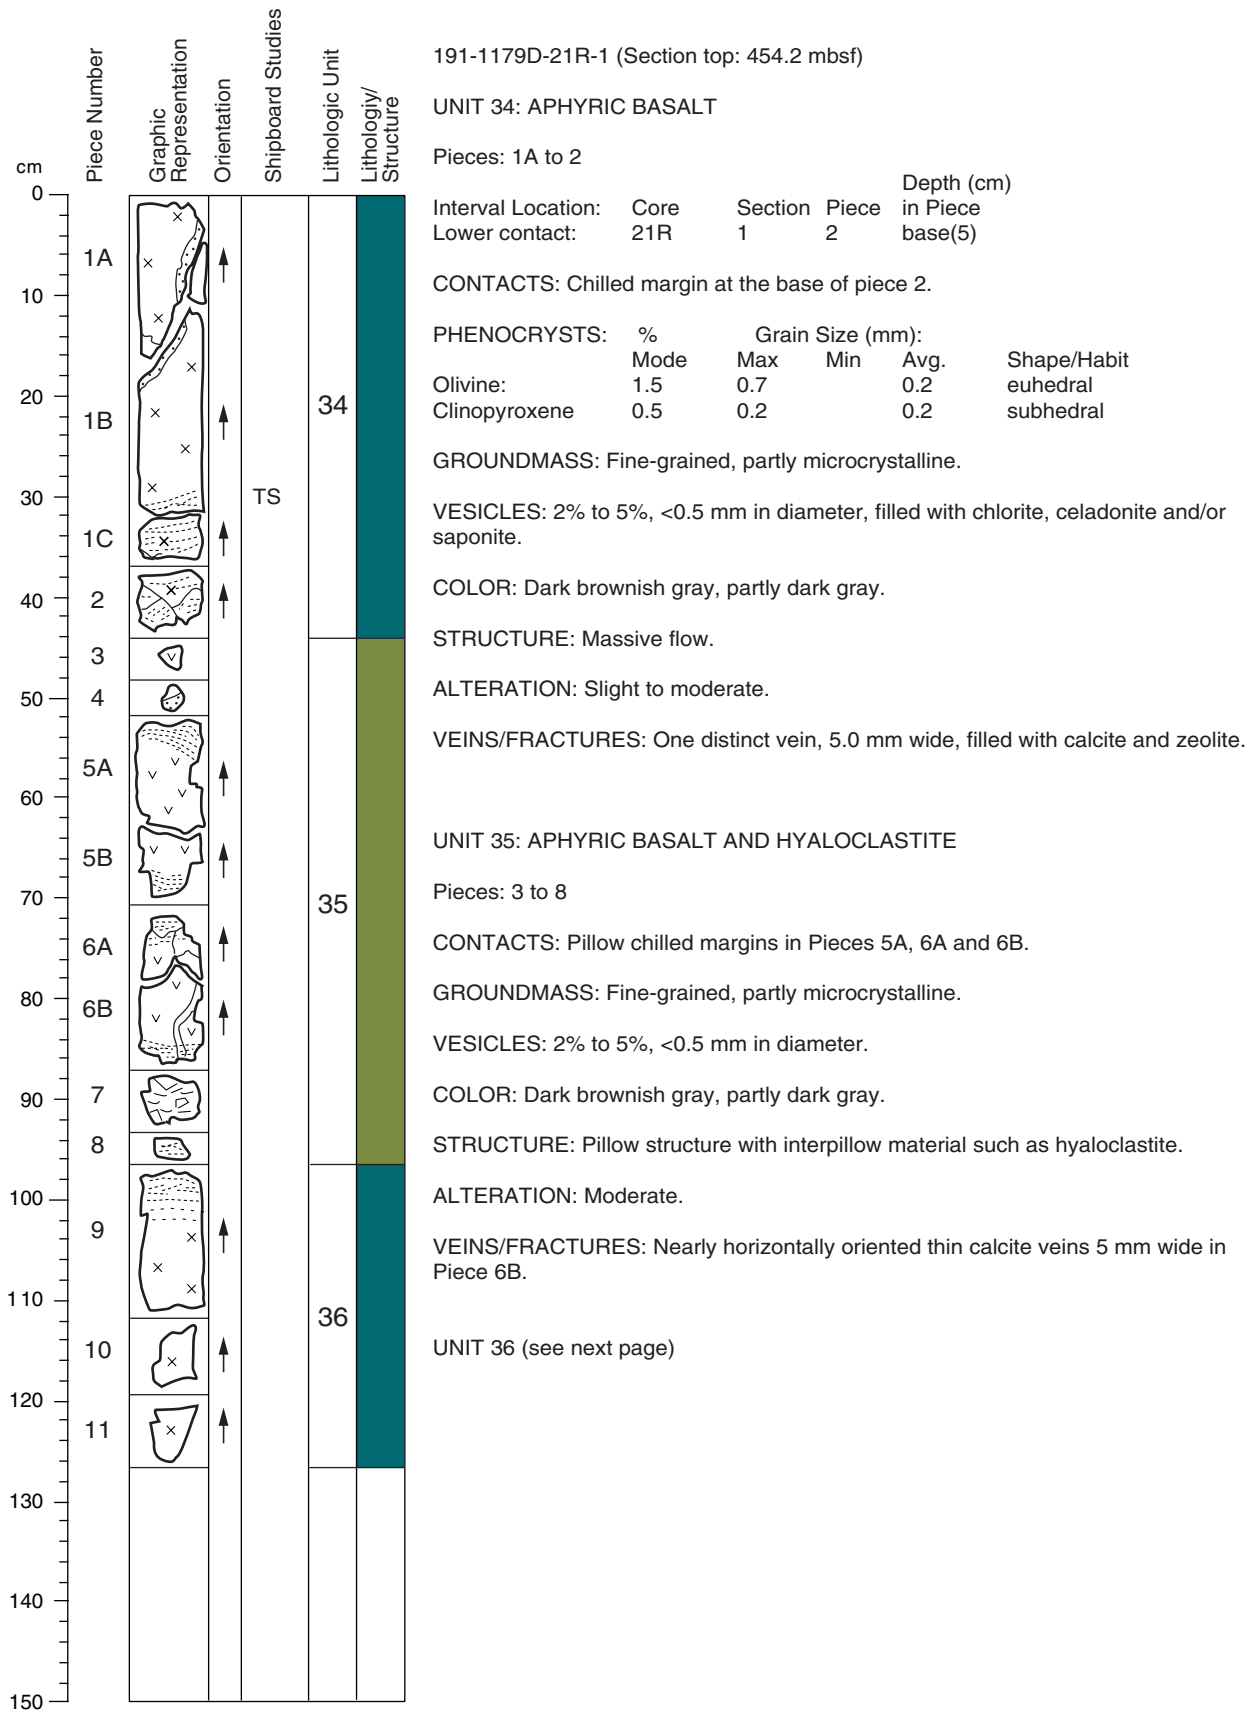 Piece Number
Graphic
Representation
Orientation
Shipboard Studies
Lithologic Unit
Lithologiy/
Structure
cm
0
10
20
30
40
50
60
70
80
90
100
110
120
130
140
150
1A
1B
1C
2
3
4
5A
5B
6A
6B
7
8
9
10
11
TS
34
35
36
191-1179D-21R-1 (Section top: 454.2 mbsf)
UNIT 34: APHYRIC BASALT
Pieces: 1A to 2
Depth (cm)
Interval Location: Core Section Piece in Piece
Lower contact: 21R 1 2 base(5)
CONTACTS: Chilled margin at the base of piece 2.
PHENOCRYSTS: % Grain Size (mm):
Mode Max Min Avg. Shape/Habit
Olivine: 1.5 0.7 0.2 euhedral
Clinopyroxene 0.5 0.2 0.2 subhedral
GROUNDMASS: Fine-grained, partly microcrystalline.
VESICLES: 2% to 5%, <0.5 mm in diameter, filled with chlorite, celadonite and/or
saponite.
COLOR: Dark brownish gray, partly dark gray.
STRUCTURE: Massive flow.
ALTERATION: Slight to moderate.
VEINS/FRACTURES: One distinct vein, 5.0 mm wide, filled with calcite and zeolite.
UNIT 35: APHYRIC BASALT AND HYALOCLASTITE
Pieces: 3 to 8
CONTACTS: Pillow chilled margins in Pieces 5A, 6A and 6B.
GROUNDMASS: Fine-grained, partly microcrystalline.
VESICLES: 2% to 5%, <0.5 mm in diameter.
COLOR: Dark brownish gray, partly dark gray.
STRUCTURE: Pillow structure with interpillow material such as hyaloclastite.
ALTERATION: Moderate.
VEINS/FRACTURES: Nearly horizontally oriented thin calcite veins 5 mm wide in
Piece 6B.
UNIT 36 (see next page)